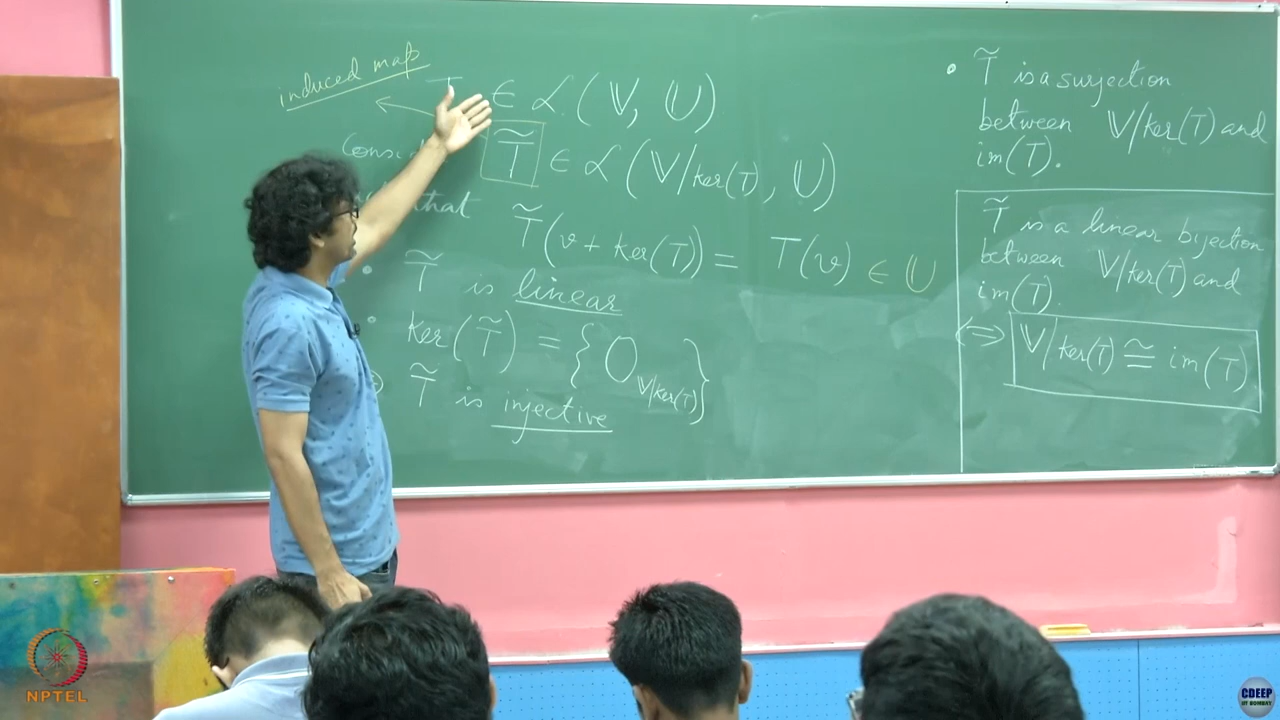 induced map
T ∈ ℒ(𝕍, 𝕌)
T̃ ∈ ℒ(𝕍/ker(T), 𝕌)
that
T̃(v + ker(T)) = T(v) ∈ 𝕌
• T̃ is linear
• ker(T̃) = {0_{𝕍/ker(T)}}
T̃ is injective
• T̃ is a surjection
between 𝕍/ker(T) and
im(T).
T̃ is a linear bijection
between 𝕍/ker(T) and
im(T).
⟺ 𝕍/ker(T) ≅ im(T)
NPTEL
CDEEP
IIT BOMBAY